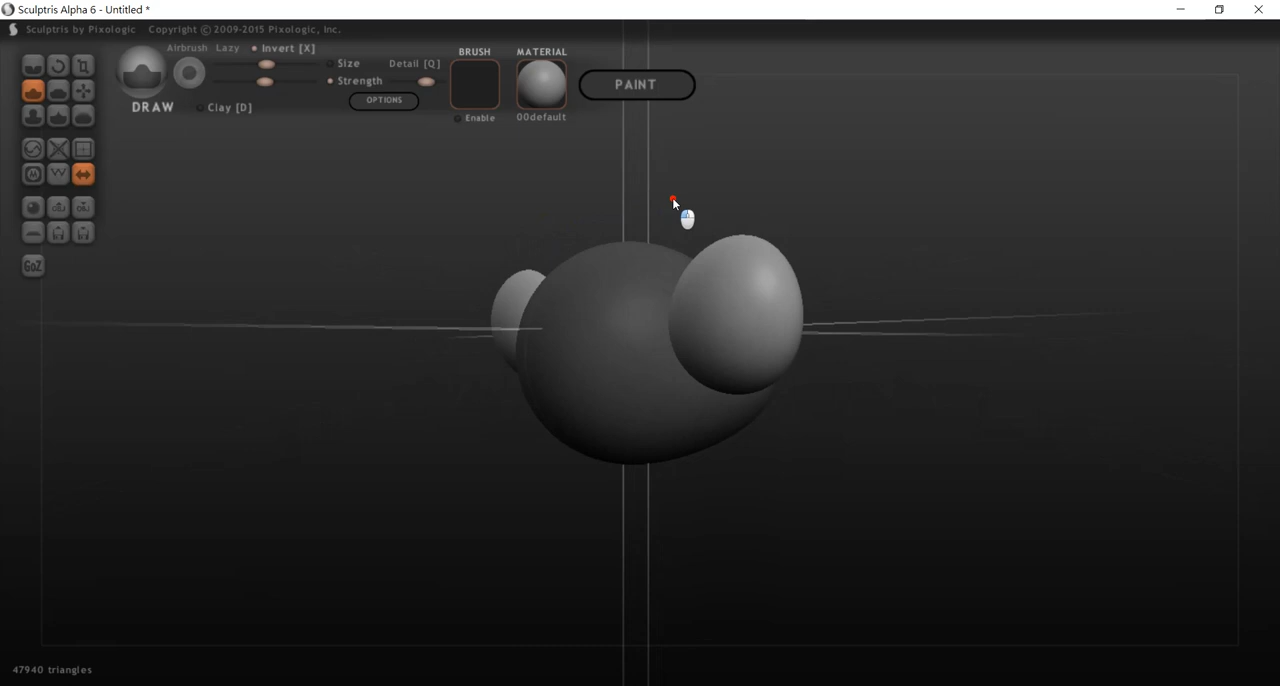 Sculptris Alpha 6 - Untitled *
Sculptris by Pixologic Copyright © 2009-2015 Pixologic, Inc.
Airbrush Lazy Invert [X]
Size Detail [Q]
Strength
DRAW Clay [D]
OPTIONS
BRUSH
Enable
MATERIAL
00default
PAINT
GoZ
47940 triangles